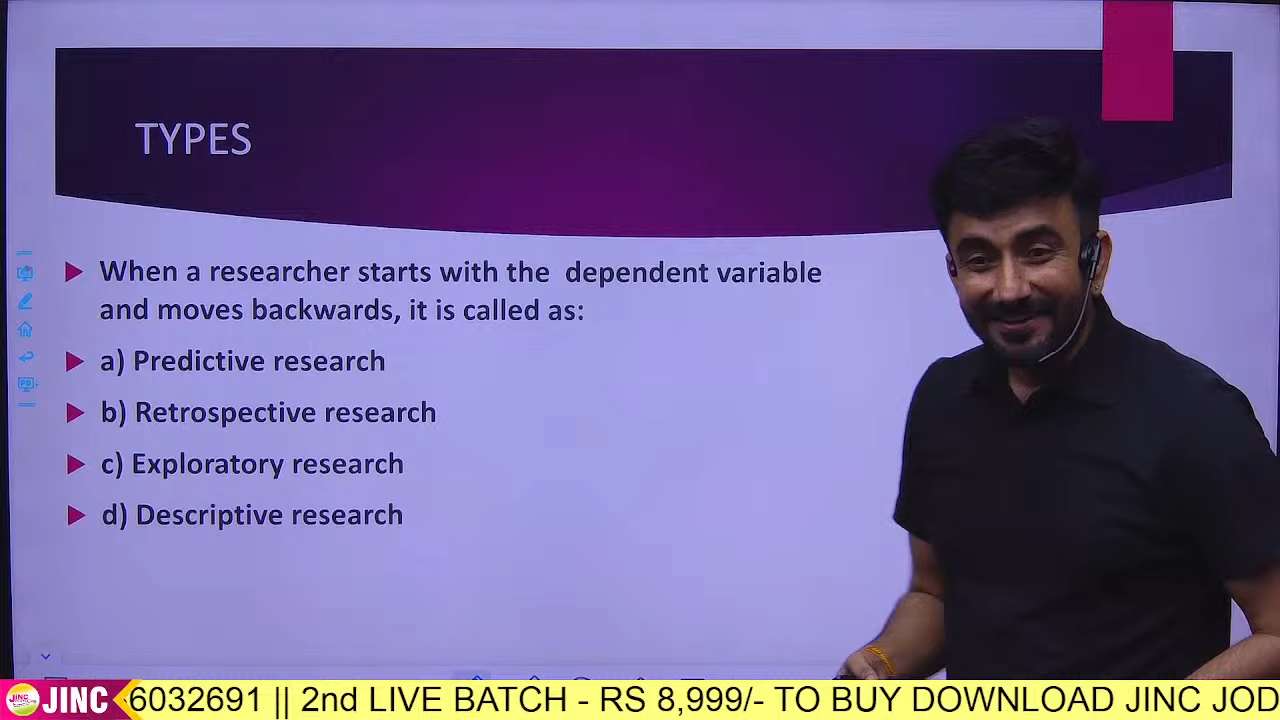 TYPES
When a researcher starts with the dependent variable
and moves backwards, it is called as:
a) Predictive research
b) Retrospective research
c) Exploratory research
d) Descriptive research
JINC 6032691 || 2nd LIVE BATCH - RS 8,999/- TO BUY DOWNLOAD JINC JOD